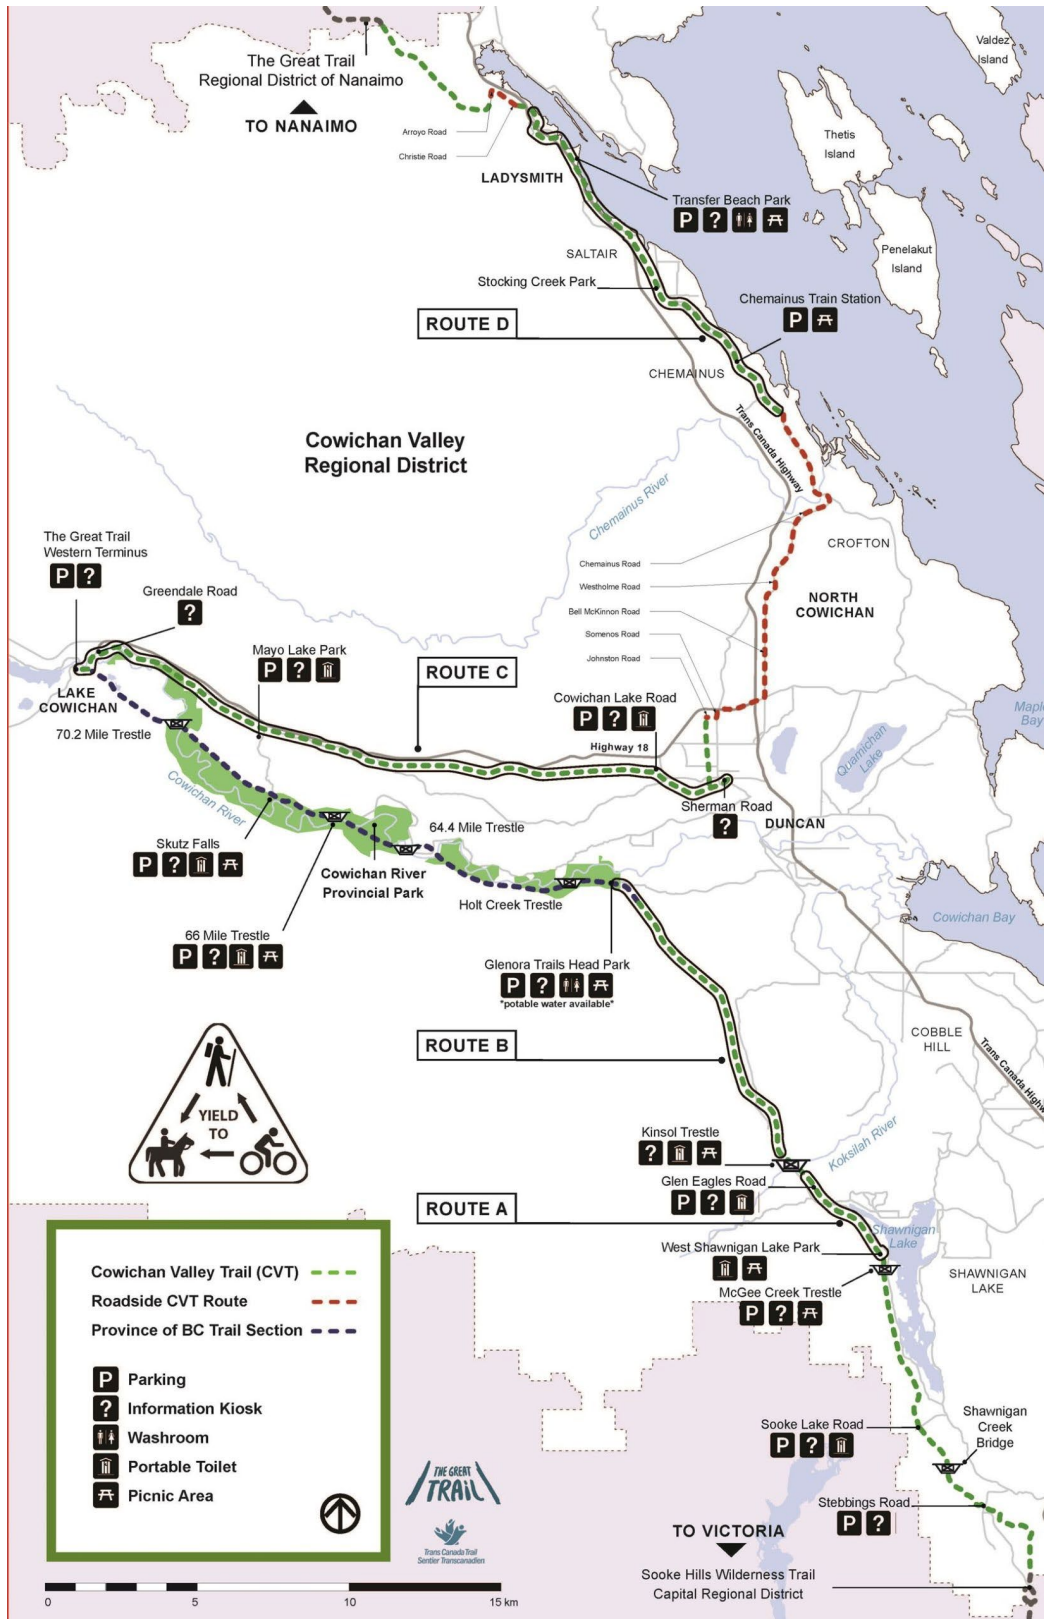 The Great Trail
Regional District of Nanaimo
TO NANAIMO
Valdez
Island
Thetis
Island
Arroyo Road
Christie Road
LADYSMITH
Transfer Beach Park
P ?
SALTAIR
Penelakut
Island
Stocking Creek Park
Chemainus Train Station
P
ROUTE D
CHEMAINUS
Trans Canada Highway
Cowichan Valley
Regional District
Chemainus River
The Great Trail
Western Terminus
P ?
CROFTON
Chemainus Road
Westholme Road
NORTH
COWICHAN
Bell McKinnon Road
Somenos Road
Johnston Road
Greendale Road
?
Mayo Lake Park
P ?
ROUTE C
Cowichan Lake Road
P ?
LAKE
COWICHAN
Maple
Bay
70.2 Mile Trestle
Highway 18
Quamichan
Lake
Cowichan River
Sherman Road
?
DUNCAN
Skutz Falls
P ?
64.4 Mile Trestle
Cowichan River
Provincial Park
Holt Creek Trestle
Cowichan Bay
66 Mile Trestle
P ?
Glenora Trails Head Park
P ?
*potable water available*
COBBLE
HILL
ROUTE B
Trans Canada Highw
YIELD
TO
Kinsol Trestle
?
Koksilah River
Glen Eagles Road
P ?
ROUTE A
West Shawnigan Lake Park
Shawnigan
Lake
McGee Creek Trestle
P ?
SHAWNIGAN
LAKE
Cowichan Valley Trail (CVT)
Roadside CVT Route
Province of BC Trail Section
P Parking
? Information Kiosk
Washroom
Portable Toilet
Picnic Area
THE GREAT
TRAIL
Trans Canada Trail
Sentier Transcanadien
Sooke Lake Road
P ?
Shawnigan
Creek
Bridge
Stebbings Road
P ?
TO VICTORIA
Sooke Hills Wilderness Trail
Capital Regional District
0 5 10 15 km